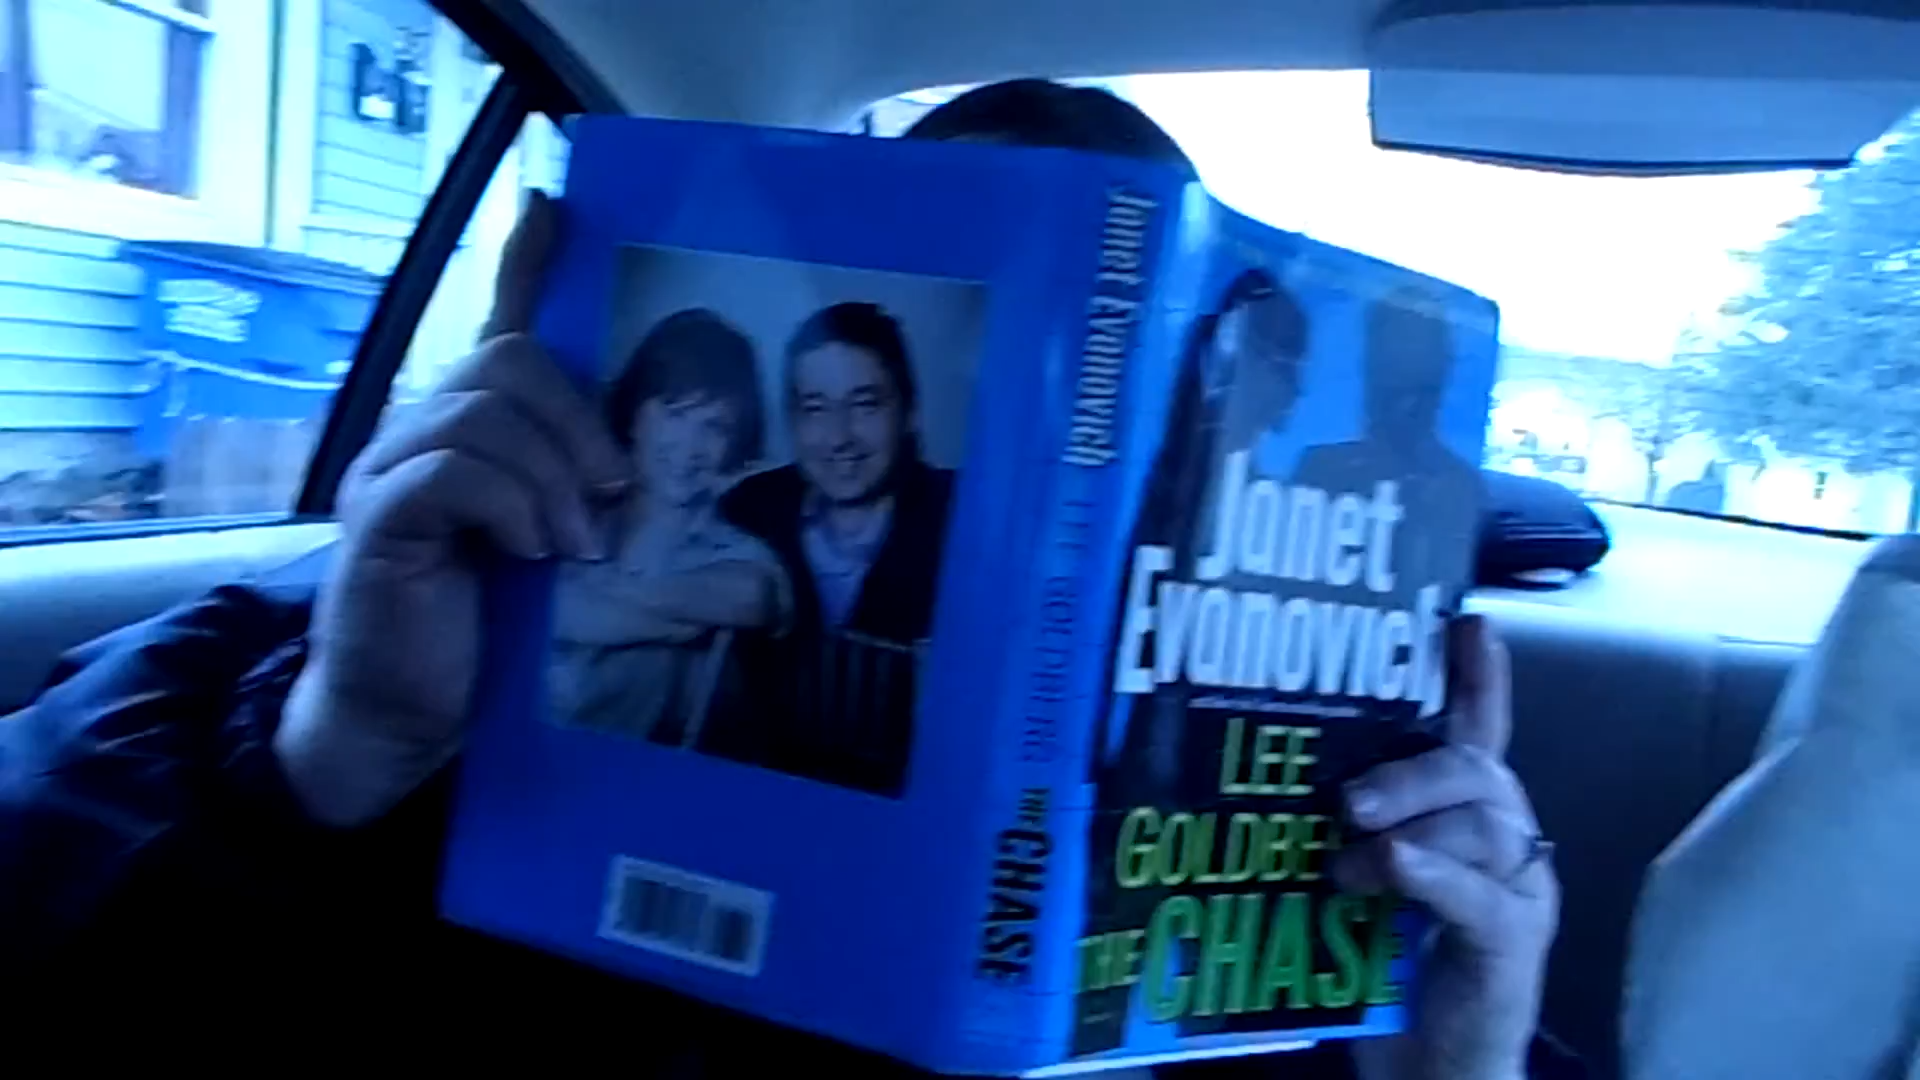 Janet Evanovich LEE GOLDBERG THE CHASE
Janet
Evanovich
LEE
GOLDBE
THE CHASE